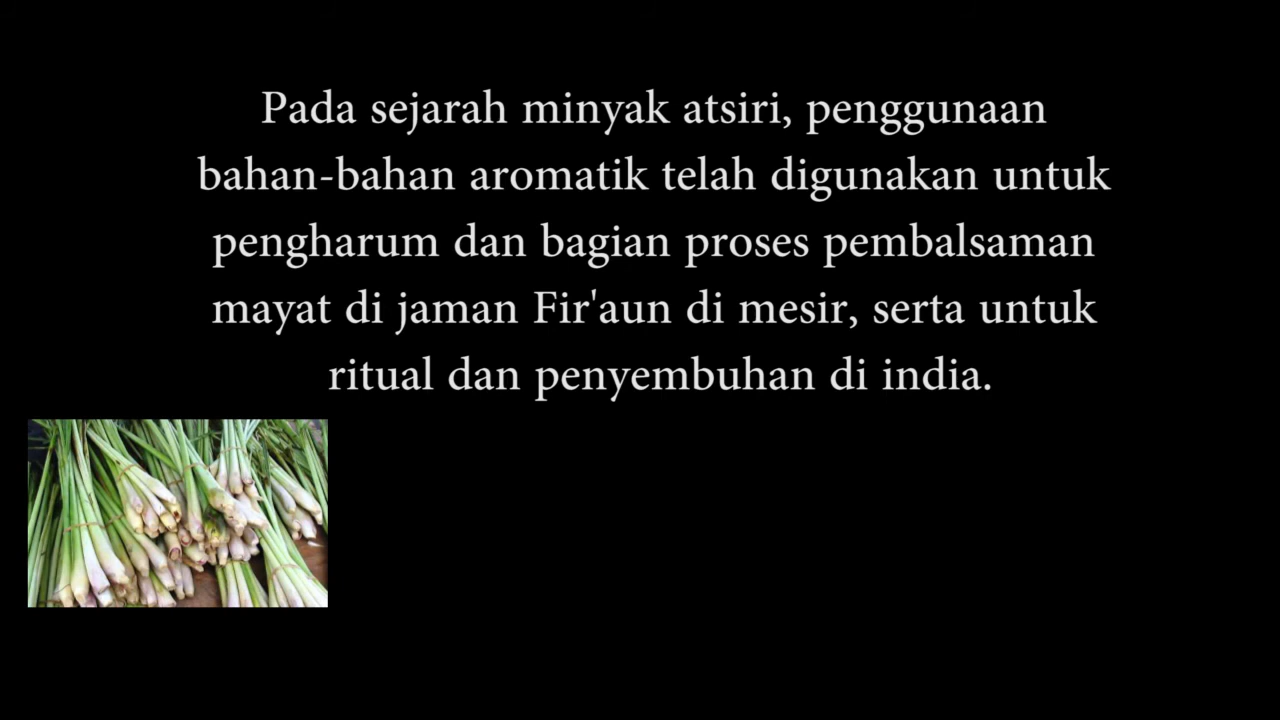 Pada sejarah minyak atsiri, penggunaan
bahan-bahan aromatik telah digunakan untuk
pengharum dan bagian proses pembalsaman
mayat di jaman Fir'aun di mesir, serta untuk
ritual dan penyembuhan di india.